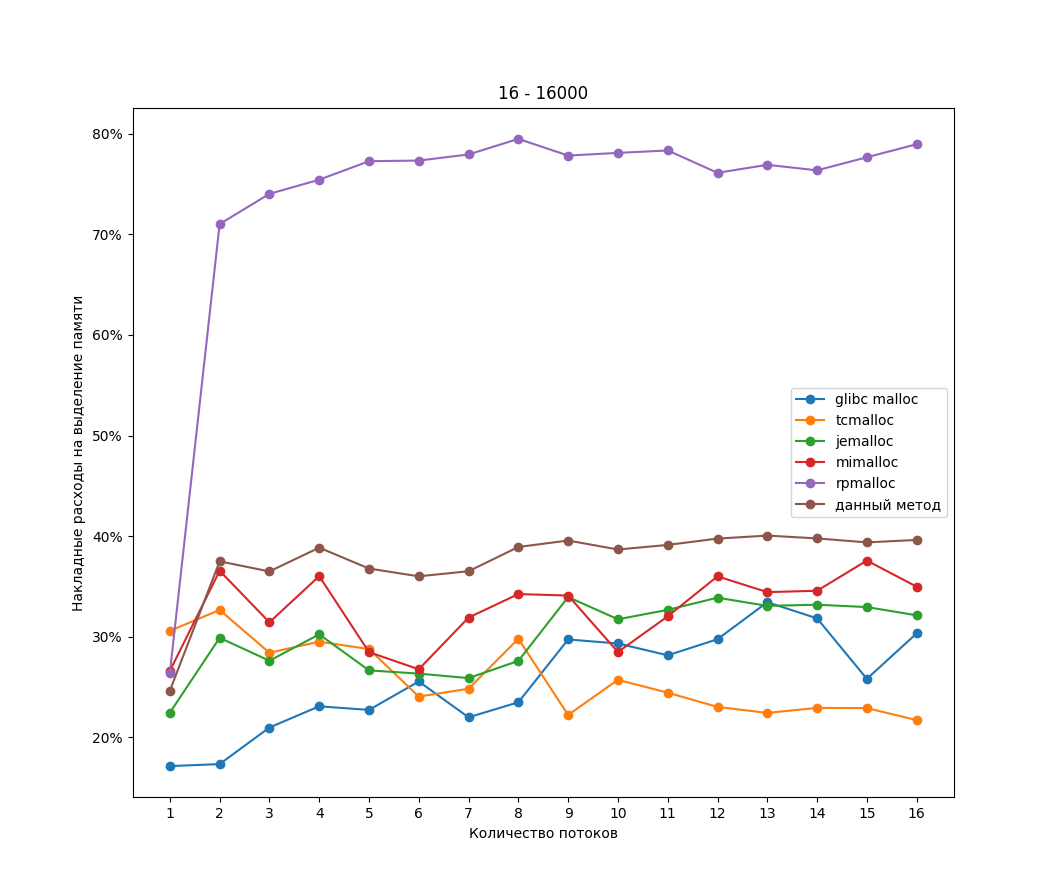 16 - 16000
80%
70%
60%
50%
40%
30%
20%
Накладные расходы на выделение памяти
glibc malloc
tcmalloc
jemalloc
mimalloc
rpmalloc
данный метод
1 2 3 4 5 6 7 8 9 10 11 12 13 14 15 16
Количество потоков